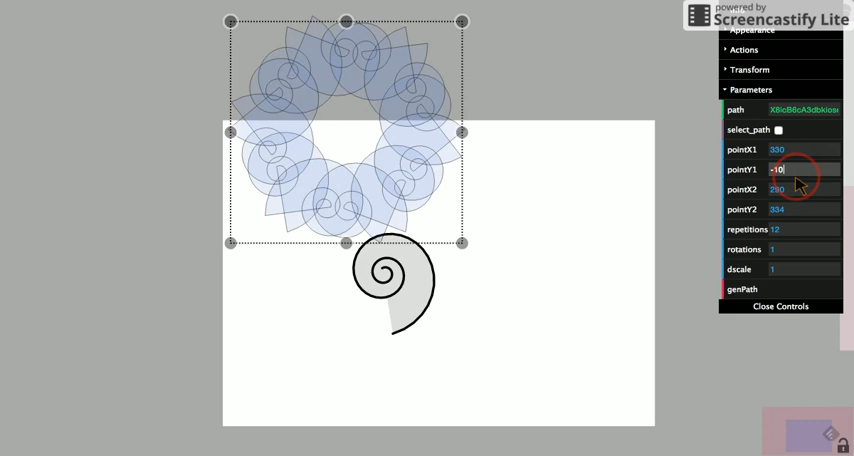 powered by
Screencastify Lite
Appearance
Actions
Transform
Parameters
path
select_path
pointX1 330
pointY1 -10
pointX2 290
pointY2 334
repetitions 12
rotations 1
dscale 1
genPath
Close Controls